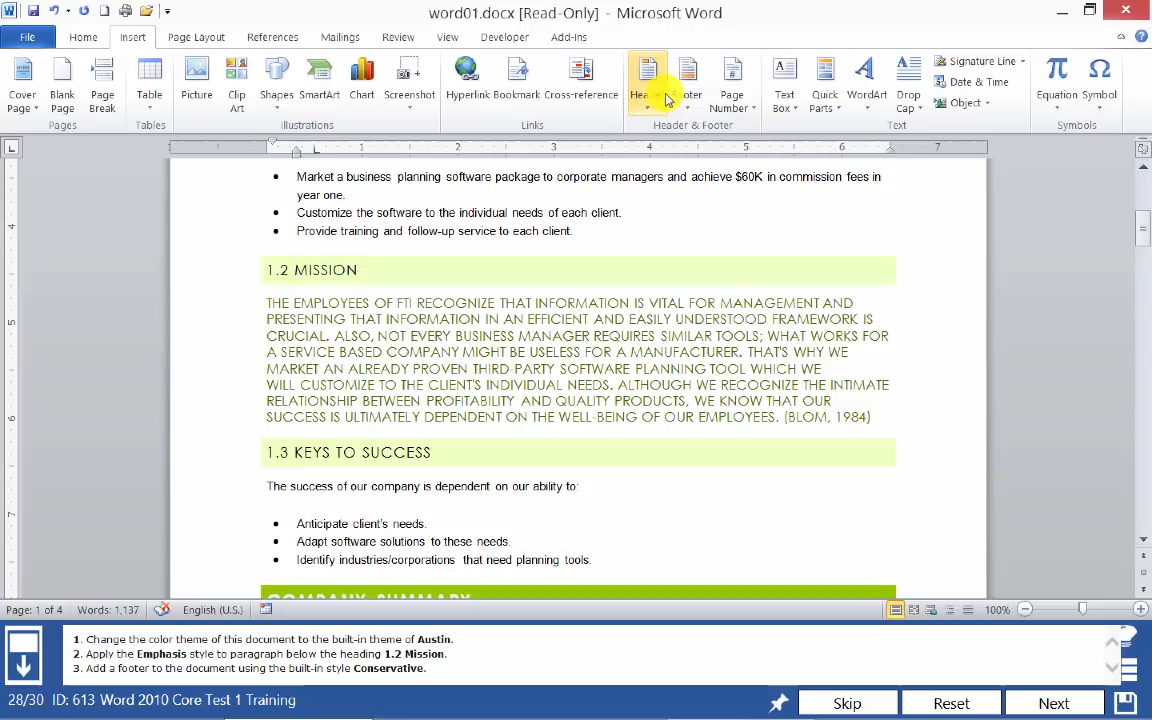 word01.docx [Read-Only] - Microsoft Word
File Home Insert Page Layout References Mailings Review View Developer Add-Ins
Cover Page Blank Page Page Break Table Picture Clip Art Shapes SmartArt Chart Screenshot Hyperlink Bookmark Cross-reference Header Footer Page Number Text Box Quick Parts WordArt Drop Cap Signature Line Date & Time Object Equation Symbol
Pages Tables Illustrations Links Header & Footer Text Symbols
1 1 2 3 4 5 6 7
• Market a business planning software package to corporate managers and achieve $60K in commission fees in
year one.
• Customize the software to the individual needs of each client.
• Provide training and follow-up service to each client.
1.2 MISSION
THE EMPLOYEES OF FTI RECOGNIZE THAT INFORMATION IS VITAL FOR MANAGEMENT AND
PRESENTING THAT INFORMATION IN AN EFFICIENT AND EASILY UNDERSTOOD FRAMEWORK IS
CRUCIAL. ALSO, NOT EVERY BUSINESS MANAGER REQUIRES SIMILAR TOOLS; WHAT WORKS FOR
A SERVICE BASED COMPANY MIGHT BE USELESS FOR A MANUFACTURER. THAT'S WHY WE
MARKET AN ALREADY PROVEN THIRD-PARTY SOFTWARE PLANNING TOOL WHICH WE
WILL CUSTOMIZE TO THE CLIENT'S INDIVIDUAL NEEDS. ALTHOUGH WE RECOGNIZE THE INTIMATE
RELATIONSHIP BETWEEN PROFITABILITY AND QUALITY PRODUCTS, WE KNOW THAT OUR
SUCCESS IS ULTIMATELY DEPENDENT ON THE WELL-BEING OF OUR EMPLOYEES. (BLOM, 1984)
1.3 KEYS TO SUCCESS
The success of our company is dependent on our ability to:
• Anticipate client's needs.
• Adapt software solutions to these needs.
• Identify industries/corporations that need planning tools.
COMPANY SUMMARY
4
5
6
7
Page: 1 of 4 Words: 1,137 English (U.S.) 100%
1. Change the color theme of this document to the built-in theme of Austin.
2. Apply the Emphasis style to paragraph below the heading 1.2 Mission.
3. Add a footer to the document using the built-in style Conservative.
28/30 ID: 613 Word 2010 Core Test 1 Training Skip Reset Next